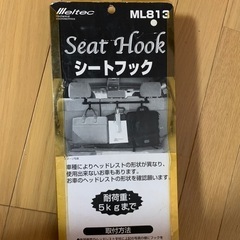 Meltec
ML813
Seat Hook
シートフック
車種によりヘッドレストの形状が異なり、
使用出来ないお車もあります。
お車のヘッドレストの形状を確認願います。
耐荷重:
5kgまで
取付方法